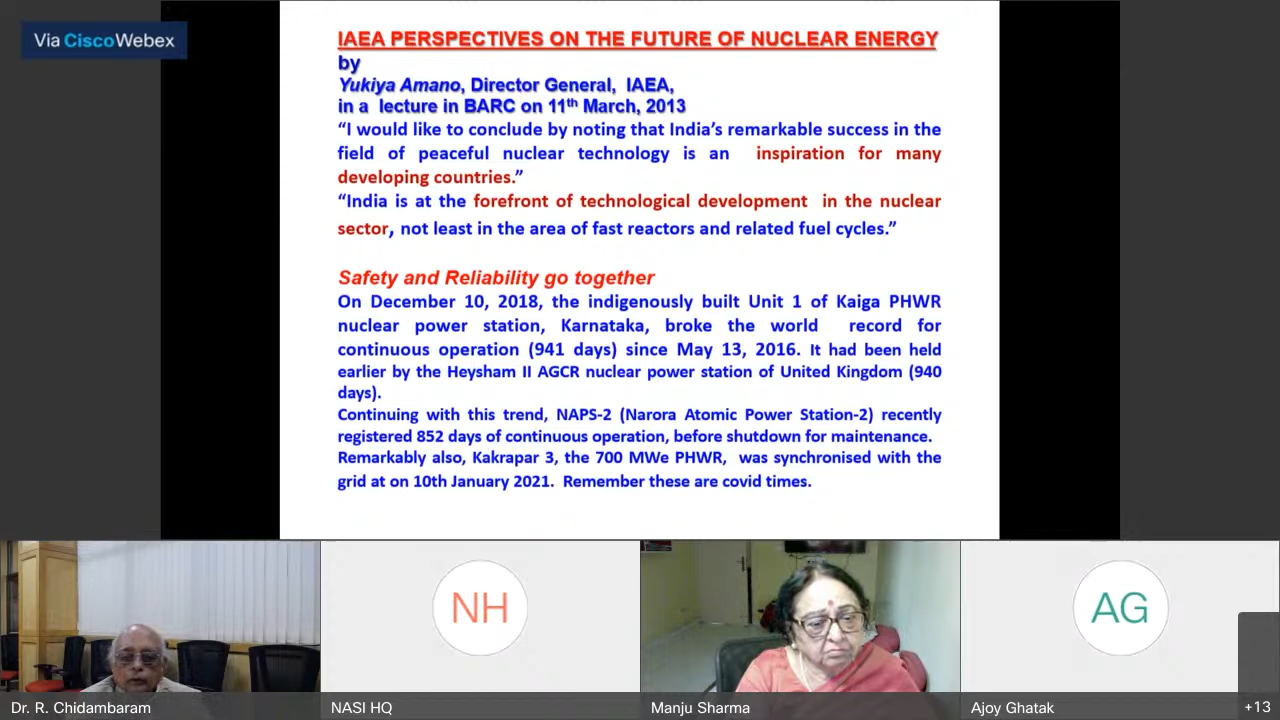 Via CiscoWebex
IAEA PERSPECTIVES ON THE FUTURE OF NUCLEAR ENERGY
by
Yukiya Amano, Director General, IAEA,
in a lecture in BARC on 11th March, 2013
“I would like to conclude by noting that India’s remarkable success in the
field of peaceful nuclear technology is an inspiration for many
developing countries.”
“India is at the forefront of technological development in the nuclear
sector, not least in the area of fast reactors and related fuel cycles.”
Safety and Reliability go together
On December 10, 2018, the indigenously built Unit 1 of Kaiga PHWR
nuclear power station, Karnataka, broke the world record for
continuous operation (941 days) since May 13, 2016. It had been held
earlier by the Heysham II AGCR nuclear power station of United Kingdom (940
days).
Continuing with this trend, NAPS-2 (Narora Atomic Power Station-2) recently
registered 852 days of continuous operation, before shutdown for maintenance.
Remarkably also, Kakrapar 3, the 700 MWe PHWR, was synchronised with the
grid at on 10th January 2021. Remember these are covid times.
NH
AG
Dr. R. Chidambaram
NASI HQ
Manju Sharma
Ajoy Ghatak
+13